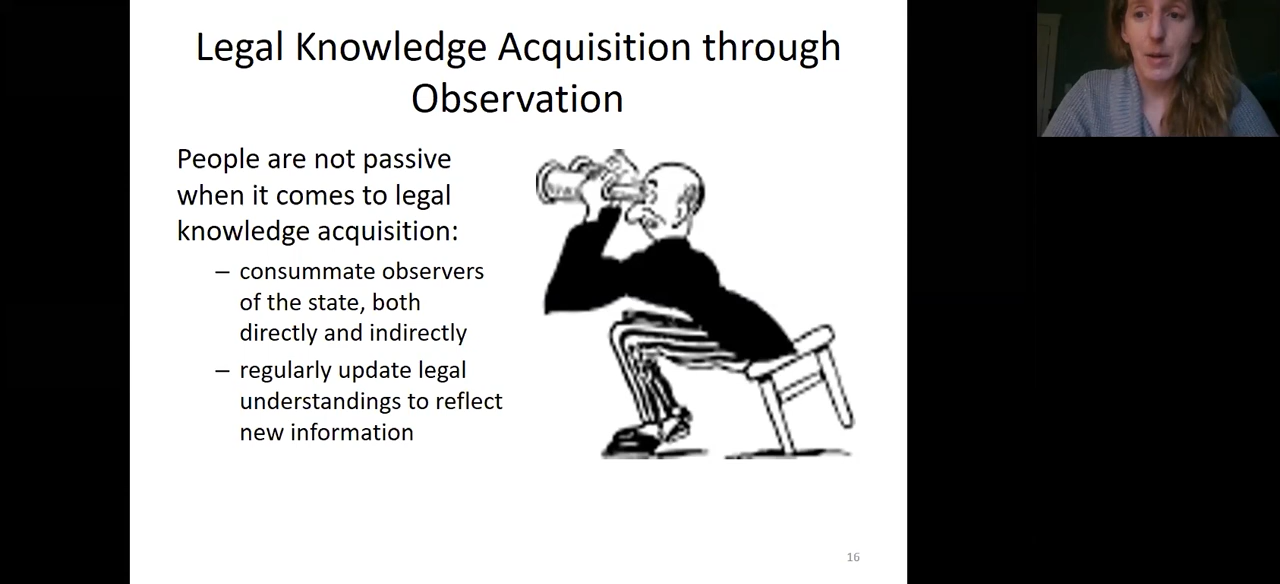 Legal Knowledge Acquisition through
Observation
People are not passive
when it comes to legal
knowledge acquisition:
– consummate observers
of the state, both
directly and indirectly
– regularly update legal
understandings to reflect
new information
16